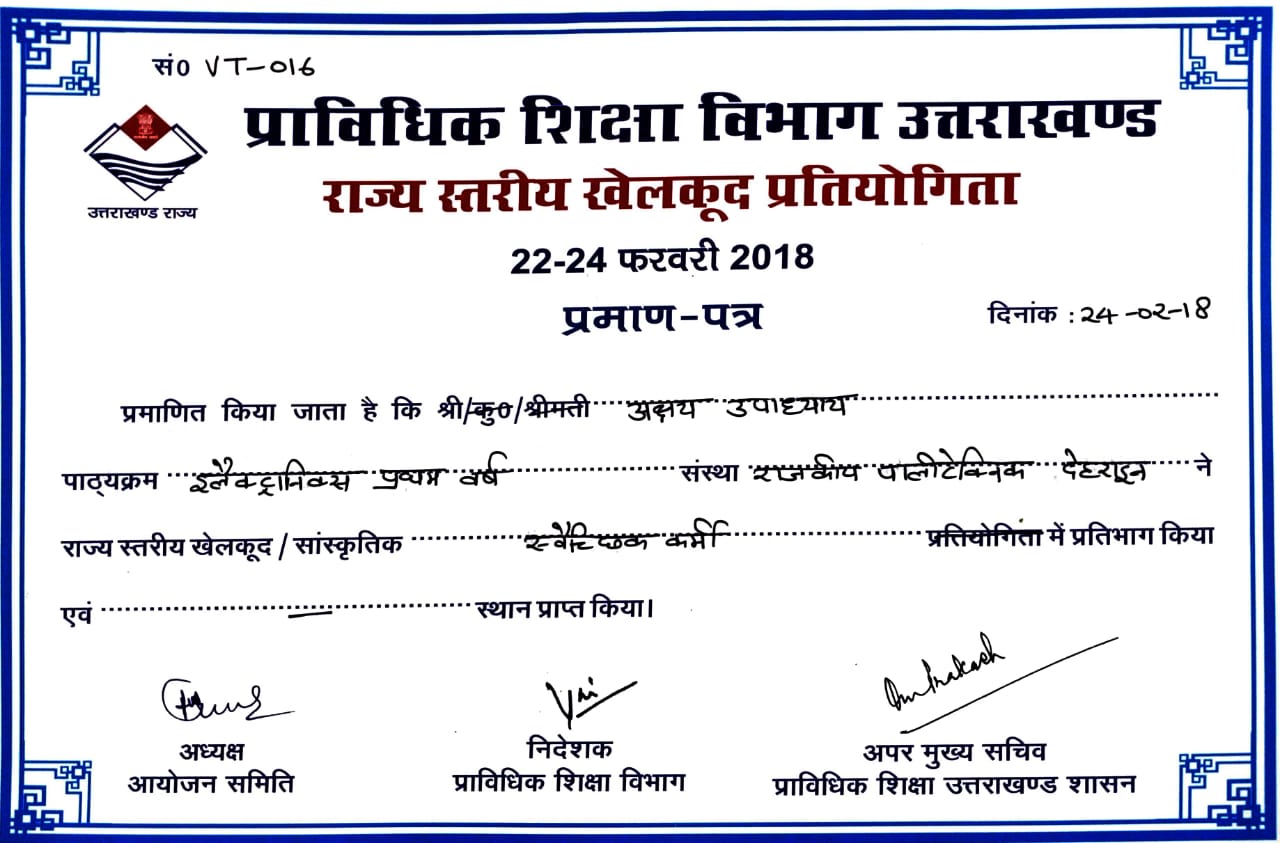 सं0 VT-016
प्राविधिक शिक्षा विभाग उत्तराखण्ड
राज्य स्तरीय खेलकूद प्रतियोगिता
उत्तराखण्ड राज्य
22-24 फरवरी 2018
प्रमाण-पत्र
दिनांक : 24-02-18
प्रमाणित किया जाता है कि श्री/कु0/श्रीमती अक्षय उपाध्याय
पाठ्यक्रम इलैक्ट्रानिक्स प्रथम वर्ष संस्था राजकीय पालीटेक्निक देहरादून ने
राज्य स्तरीय खेलकूद / सांस्कृतिक स्वैच्छिक कर्मी प्रतियोगिता में प्रतिभाग किया
एवं — स्थान प्राप्त किया।
Om Prakash
अध्यक्ष
आयोजन समिति
निदेशक
प्राविधिक शिक्षा विभाग
अपर मुख्य सचिव
प्राविधिक शिक्षा उत्तराखण्ड शासन